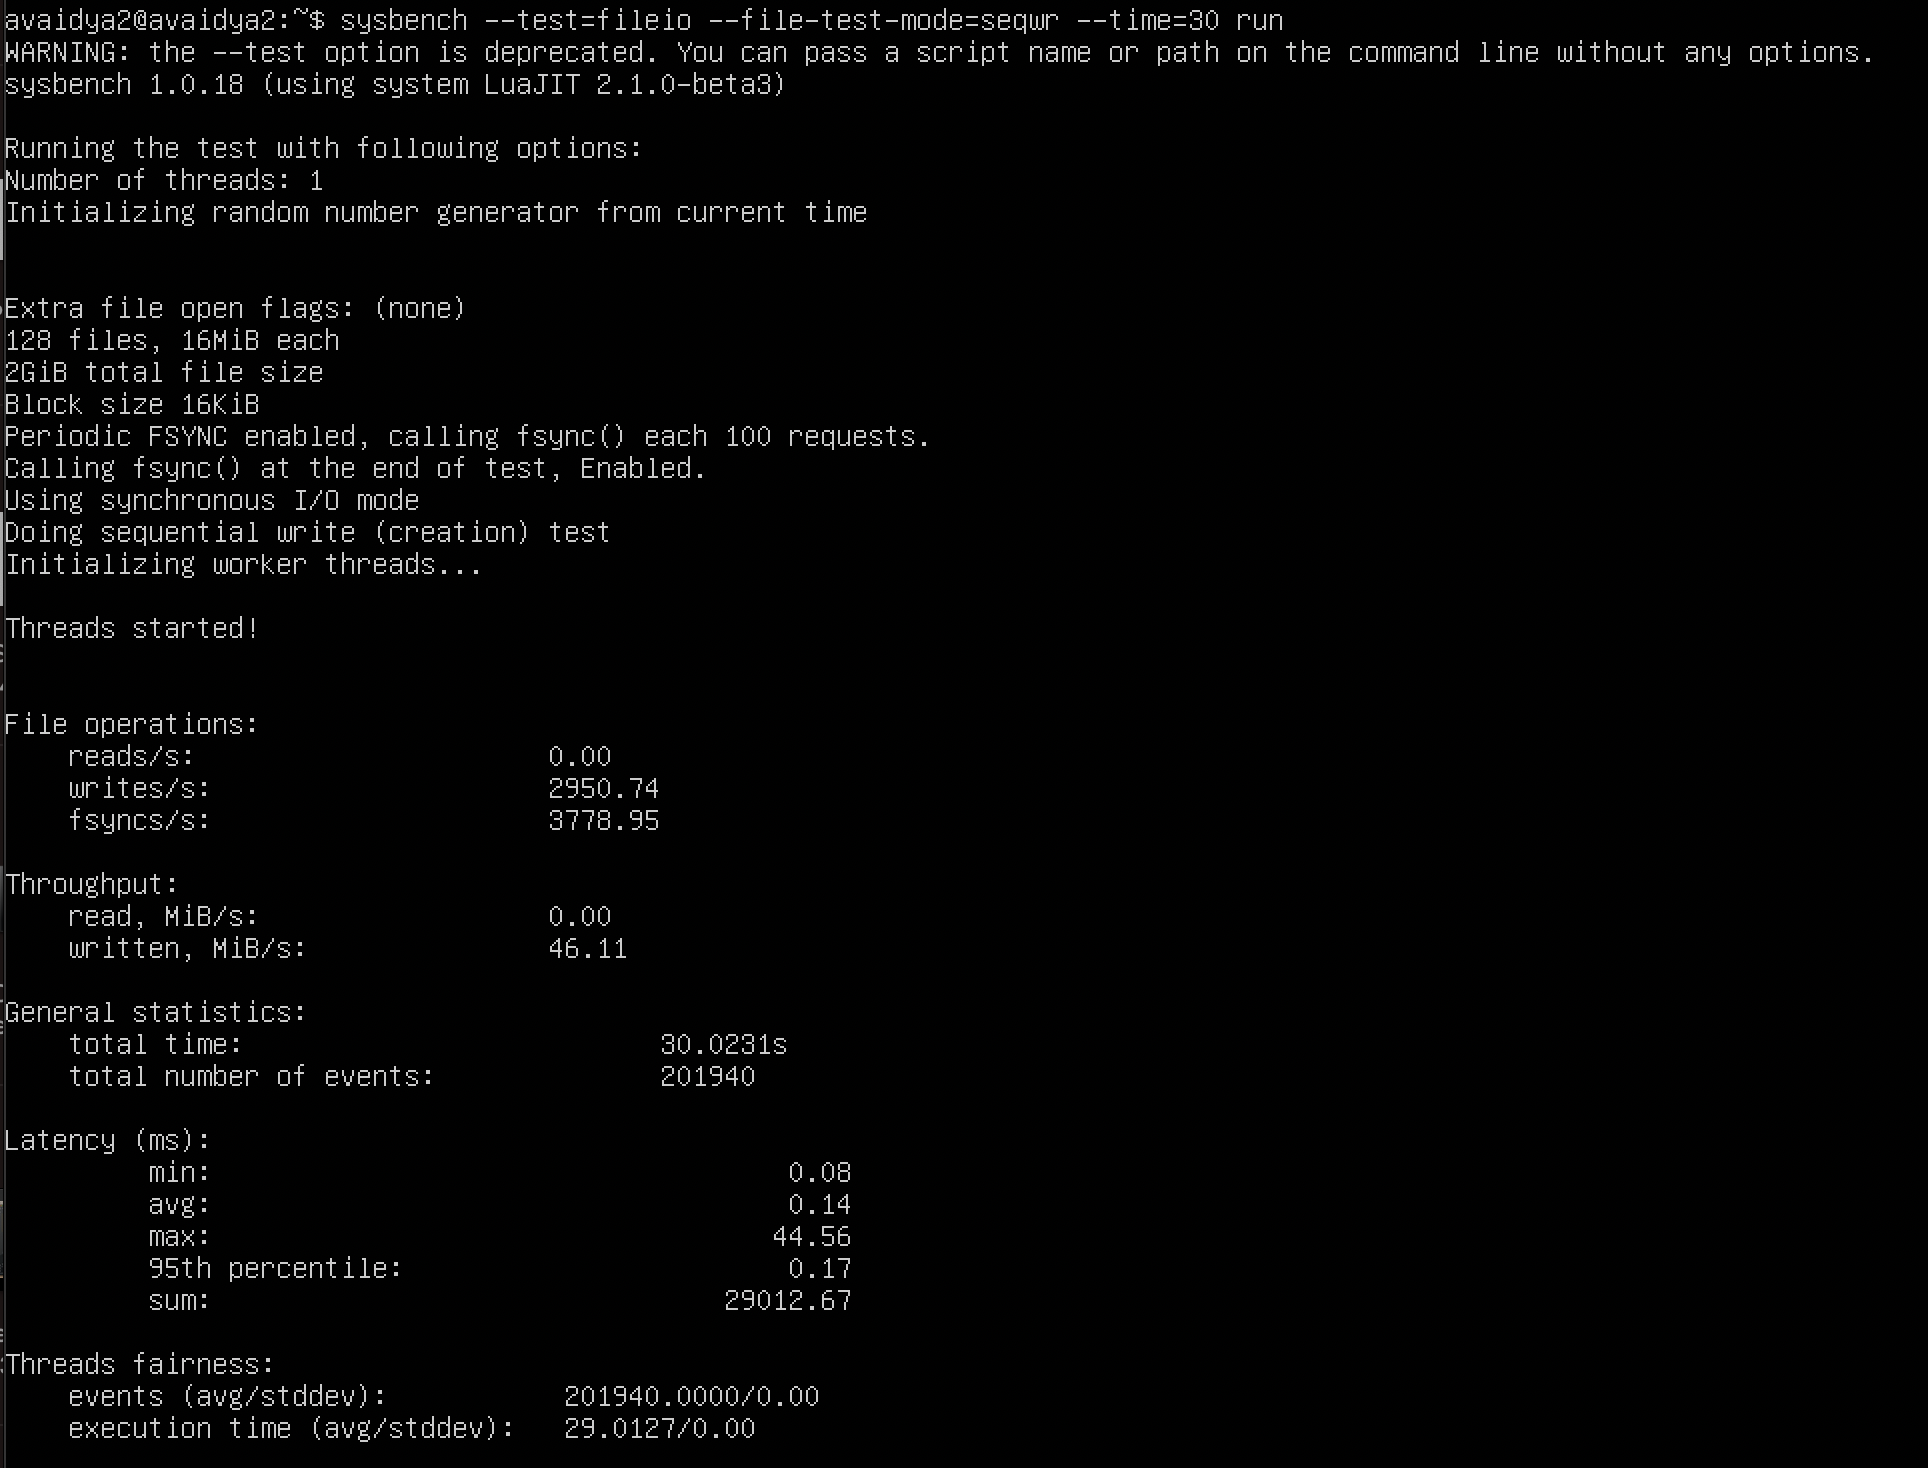 avaidya2@avaidya2:~$ sysbench --test=fileio --file-test-mode=seqwr --time=30 run
WARNING: the --test option is deprecated. You can pass a script name or path on the command line without any options.
sysbench 1.0.18 (using system LuaJIT 2.1.0-beta3)
Running the test with following options:
Number of threads: 1
Initializing random number generator from current time
Extra file open flags: (none)
128 files, 16MiB each
2GiB total file size
Block size 16KiB
Periodic FSYNC enabled, calling fsync() each 100 requests.
Calling fsync() at the end of test, Enabled.
Using synchronous I/O mode
Doing sequential write (creation) test
Initializing worker threads...
Threads started!
File operations:
reads/s: 0.00
writes/s: 2950.74
fsyncs/s: 3778.95
Throughput:
read, MiB/s: 0.00
written, MiB/s: 46.11
General statistics:
total time: 30.0231s
total number of events: 201940
Latency (ms):
min: 0.08
avg: 0.14
max: 44.56
95th percentile: 0.17
sum: 29012.67
Threads fairness:
events (avg/stddev): 201940.0000/0.00
execution time (avg/stddev): 29.0127/0.00